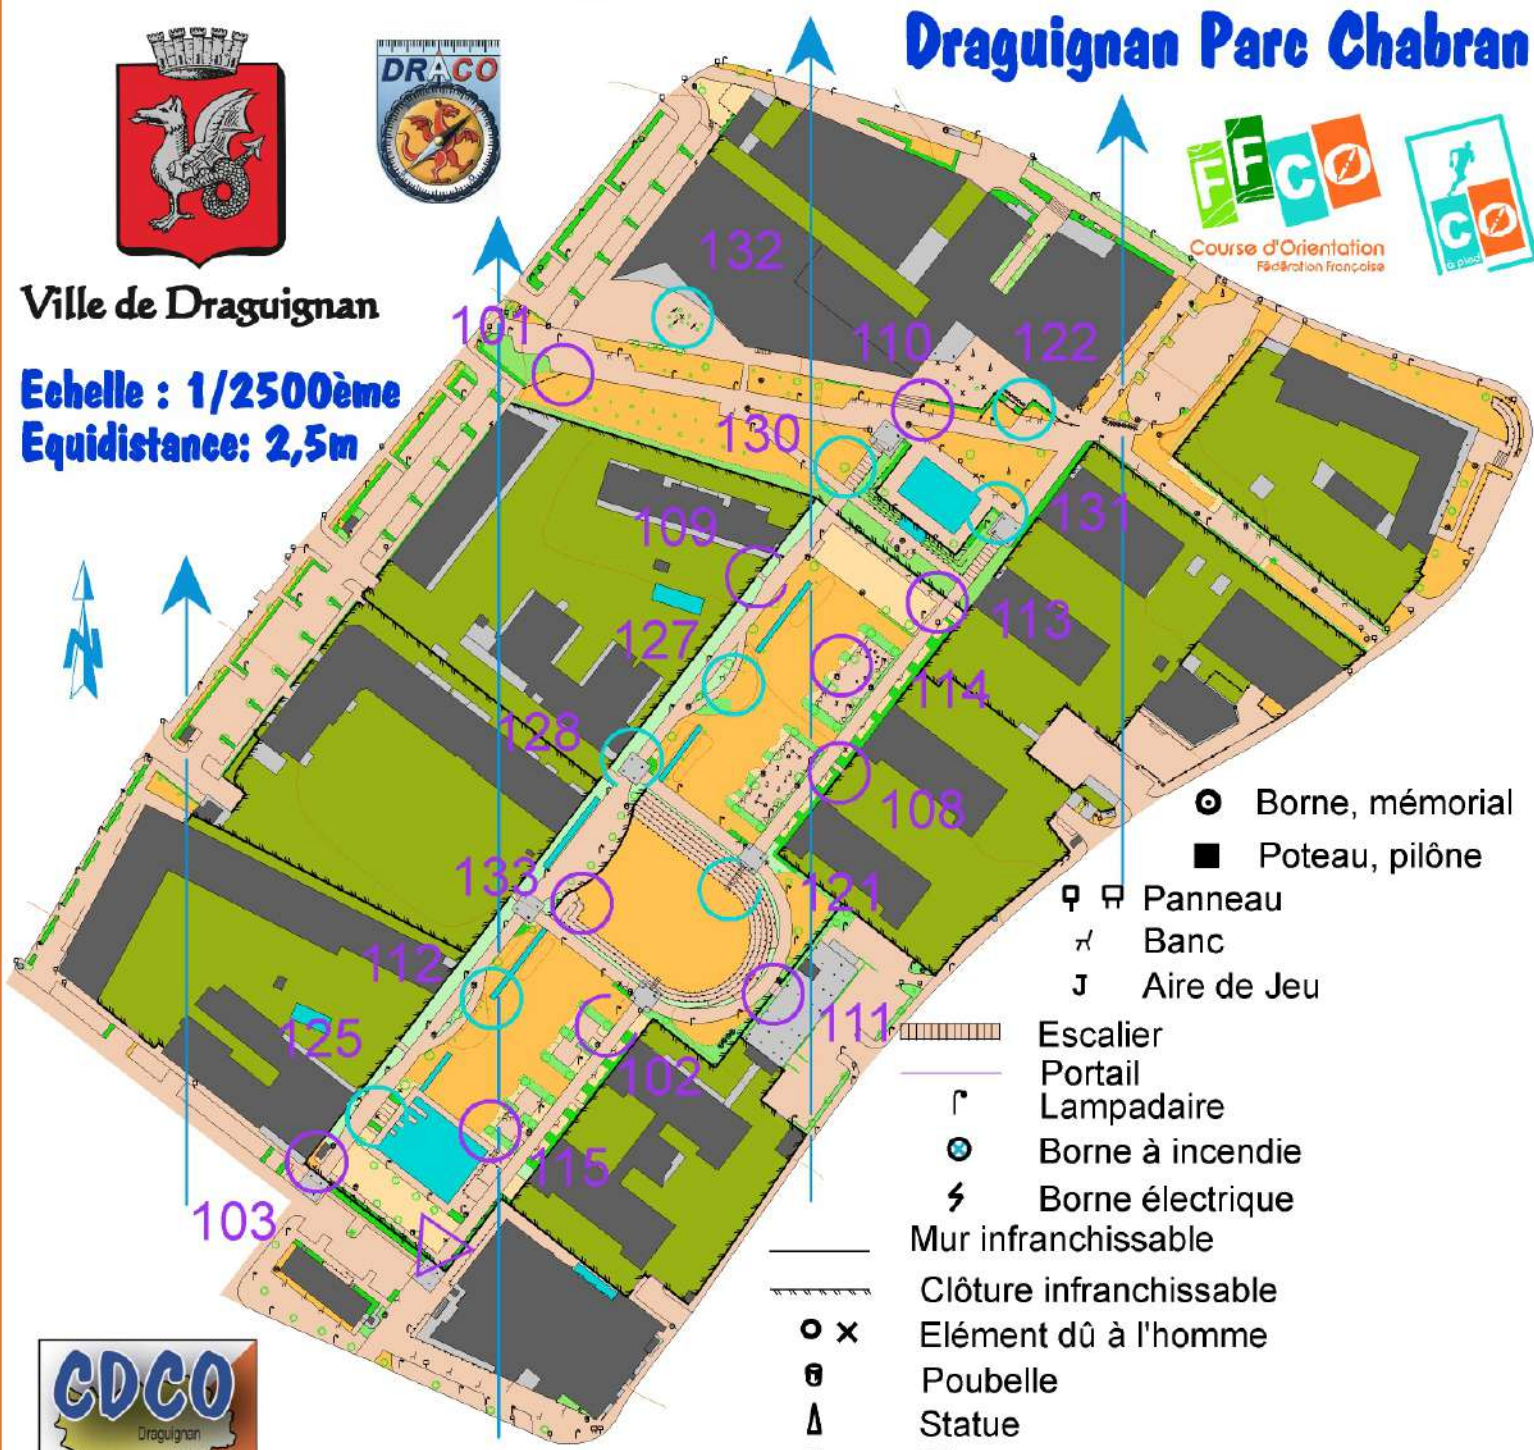 Draguignan Parc Chabran
DRACO
FFCO
Course d'Orientation
Fédération Française
CO
à pied
Ville de Draguignan
Echelle : 1/2500ème
Equidistance: 2,5m
N
132
101
110
122
130
131
109
113
127
114
128
108
133
121
112
111
125
102
115
103
Borne, mémorial
Poteau, pilône
Panneau
Banc
J Aire de Jeu
Escalier
Portail
Lampadaire
Borne à incendie
Borne électrique
Mur infranchissable
Clôture infranchissable
Elément dû à l'homme
Poubelle
Statue
CDCO
Draguignan